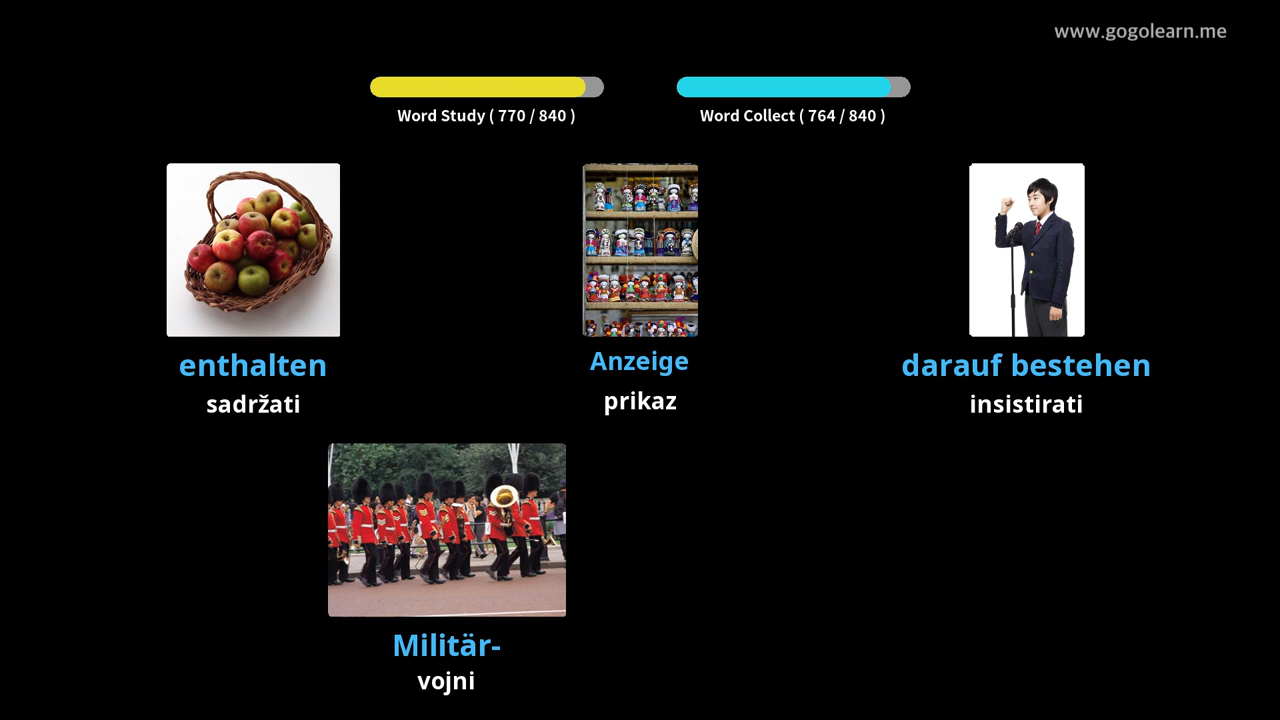 www.gogolearn.me
Word Study ( 770 / 840 )
Word Collect ( 764 / 840 )
enthalten
sadržati
Anzeige
prikaz
darauf bestehen
insistirati
Militär-
vojni